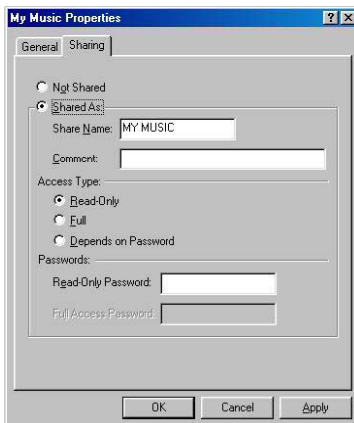 My Music Properties
General Sharing
Not Shared
Shared As:
Share Name: MY MUSIC
Comment:
Access Type:
Read-Only
Full
Depends on Password
Passwords:
Read-Only Password:
Full Access Password:
OK Cancel Apply